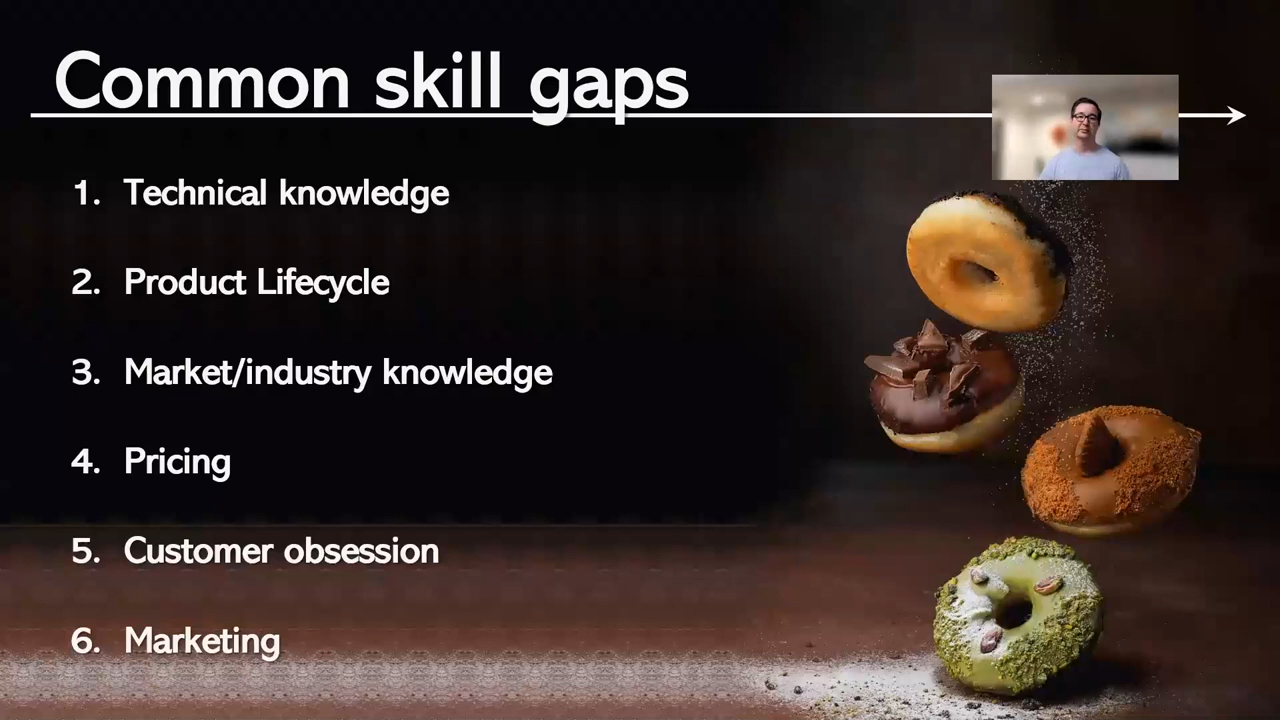 Common skill gaps
1. Technical knowledge
2. Product Lifecycle
3. Market/industry knowledge
4. Pricing
5. Customer obsession
6. Marketing